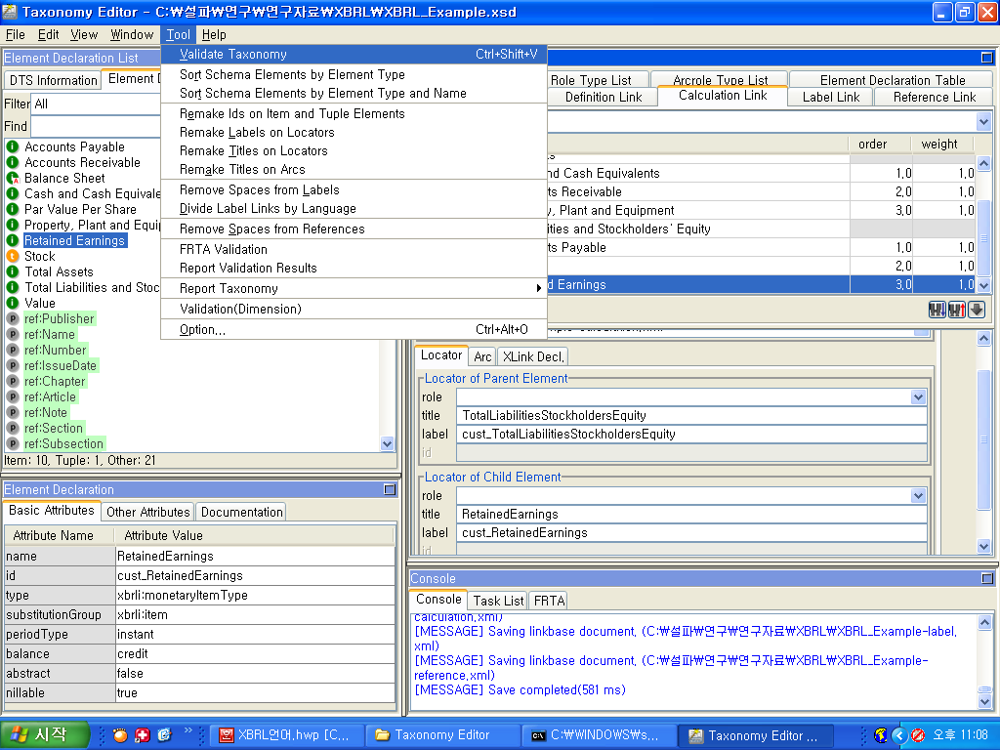 Taxonomy Editor - C:₩설파₩연구₩연구자료₩XBRL₩XBRL_Example.xsd
File Edit View Window Tool Help
Element Declaration List
DTS Information Element D
Filter All
Find
Accounts Payable
Accounts Receivable
Balance Sheet
Cash and Cash Equivale
Par Value Per Share
Property, Plant and Equi
Retained Earnings
Stock
Total Assets
Total Liabilities and Stoc
Value
ref:Publisher
ref:Name
ref:Number
ref:IssueDate
ref:Chapter
ref:Article
ref:Note
ref:Section
ref:Subsection
Item: 10, Tuple: 1, Other: 21
Validate Taxonomy Ctrl+Shift+V
Sort Schema Elements by Element Type
Sort Schema Elements by Element Type and Name
Remake Ids on Item and Tuple Elements
Remake Labels on Locators
Remake Titles on Locators
Remake Titles on Arcs
Remove Spaces from Labels
Divide Label Links by Language
Remove Spaces from References
FRTA Validation
Report Validation Results
Report Taxonomy
Validation(Dimension)
Option... Ctrl+Alt+O
Role Type List Arcrole Type List Element Declaration Table
Definition Link Calculation Link Label Link Reference Link
order weight
nd Cash Equivalents 1.0 1.0
ts Receivable 2.0 1.0
y, Plant and Equipment 3.0 1.0
ities and Stockholders' Equity
ts Payable 1.0 1.0
2.0 1.0
d Earnings 3.0 1.0
Locator Arc XLink Decl.
Locator of Parent Element
role
title TotalLiabilitiesStockholdersEquity
label cust_TotalLiabilitiesStockholdersEquity
id
Locator of Child Element
role
title RetainedEarnings
label cust_RetainedEarnings
id
Element Declaration
Basic Attributes Other Attributes Documentation
Attribute Name Attribute Value
name RetainedEarnings
id cust_RetainedEarnings
type xbrli:monetaryItemType
substitutionGroup xbrli:item
periodType instant
balance credit
abstract false
nillable true
Console
Console Task List FRTA
calculation.xml)
[MESSAGE] Saving linkbase document. (C:₩설파₩연구₩연구자료₩XBRL₩XBRL_Example-label.
xml)
[MESSAGE] Saving linkbase document. (C:₩설파₩연구₩연구자료₩XBRL₩XBRL_Example-
reference.xml)
[MESSAGE] Save completed(581 ms)
시작 XBRL언어.hwp [C... Taxonomy Editor C:₩WINDOWS₩s... Taxonomy Editor ... 오후 11:08